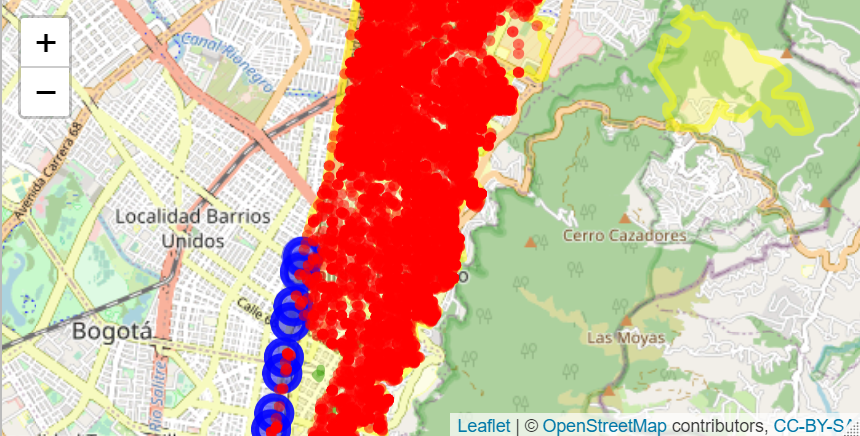 +
−
Canal Rionegro
Avenida Carrera 68
Localidad Barrios
Unidos
Cerro Cazadores
Calle
Bogotá
Las Moyas
Río Salitre
Leaflet | © OpenStreetMap contributors, CC-BY-SA